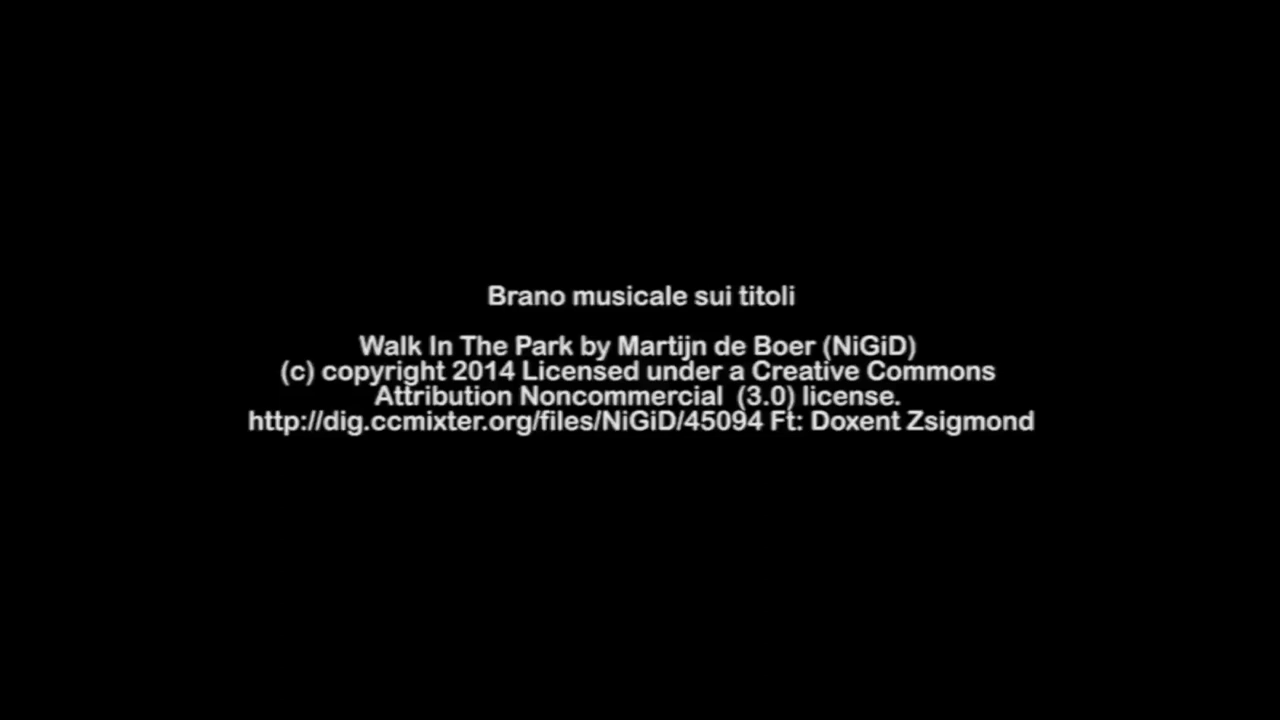 Brano musicale sui titoli
Walk In The Park by Martijn de Boer (NiGiD)
(c) copyright 2014 Licensed under a Creative Commons
Attribution Noncommercial  (3.0) license.
http://dig.ccmixter.org/files/NiGiD/45094 Ft: Doxent Zsigmond